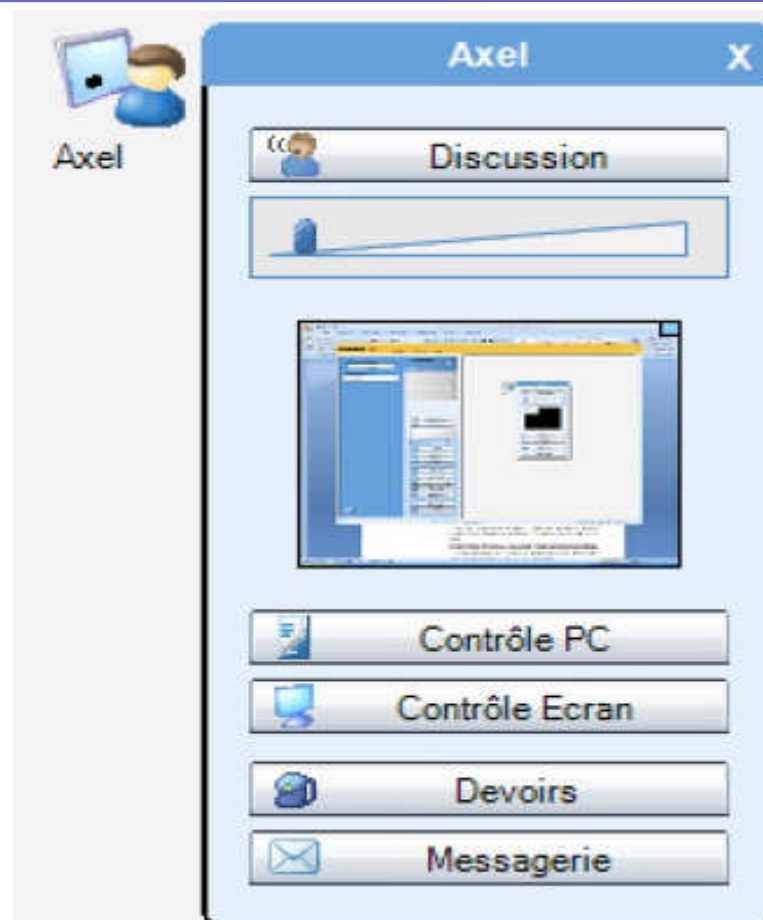 Axel X
Axel
Discussion
Contrôle PC
Contrôle Ecran
Devoirs
Messagerie